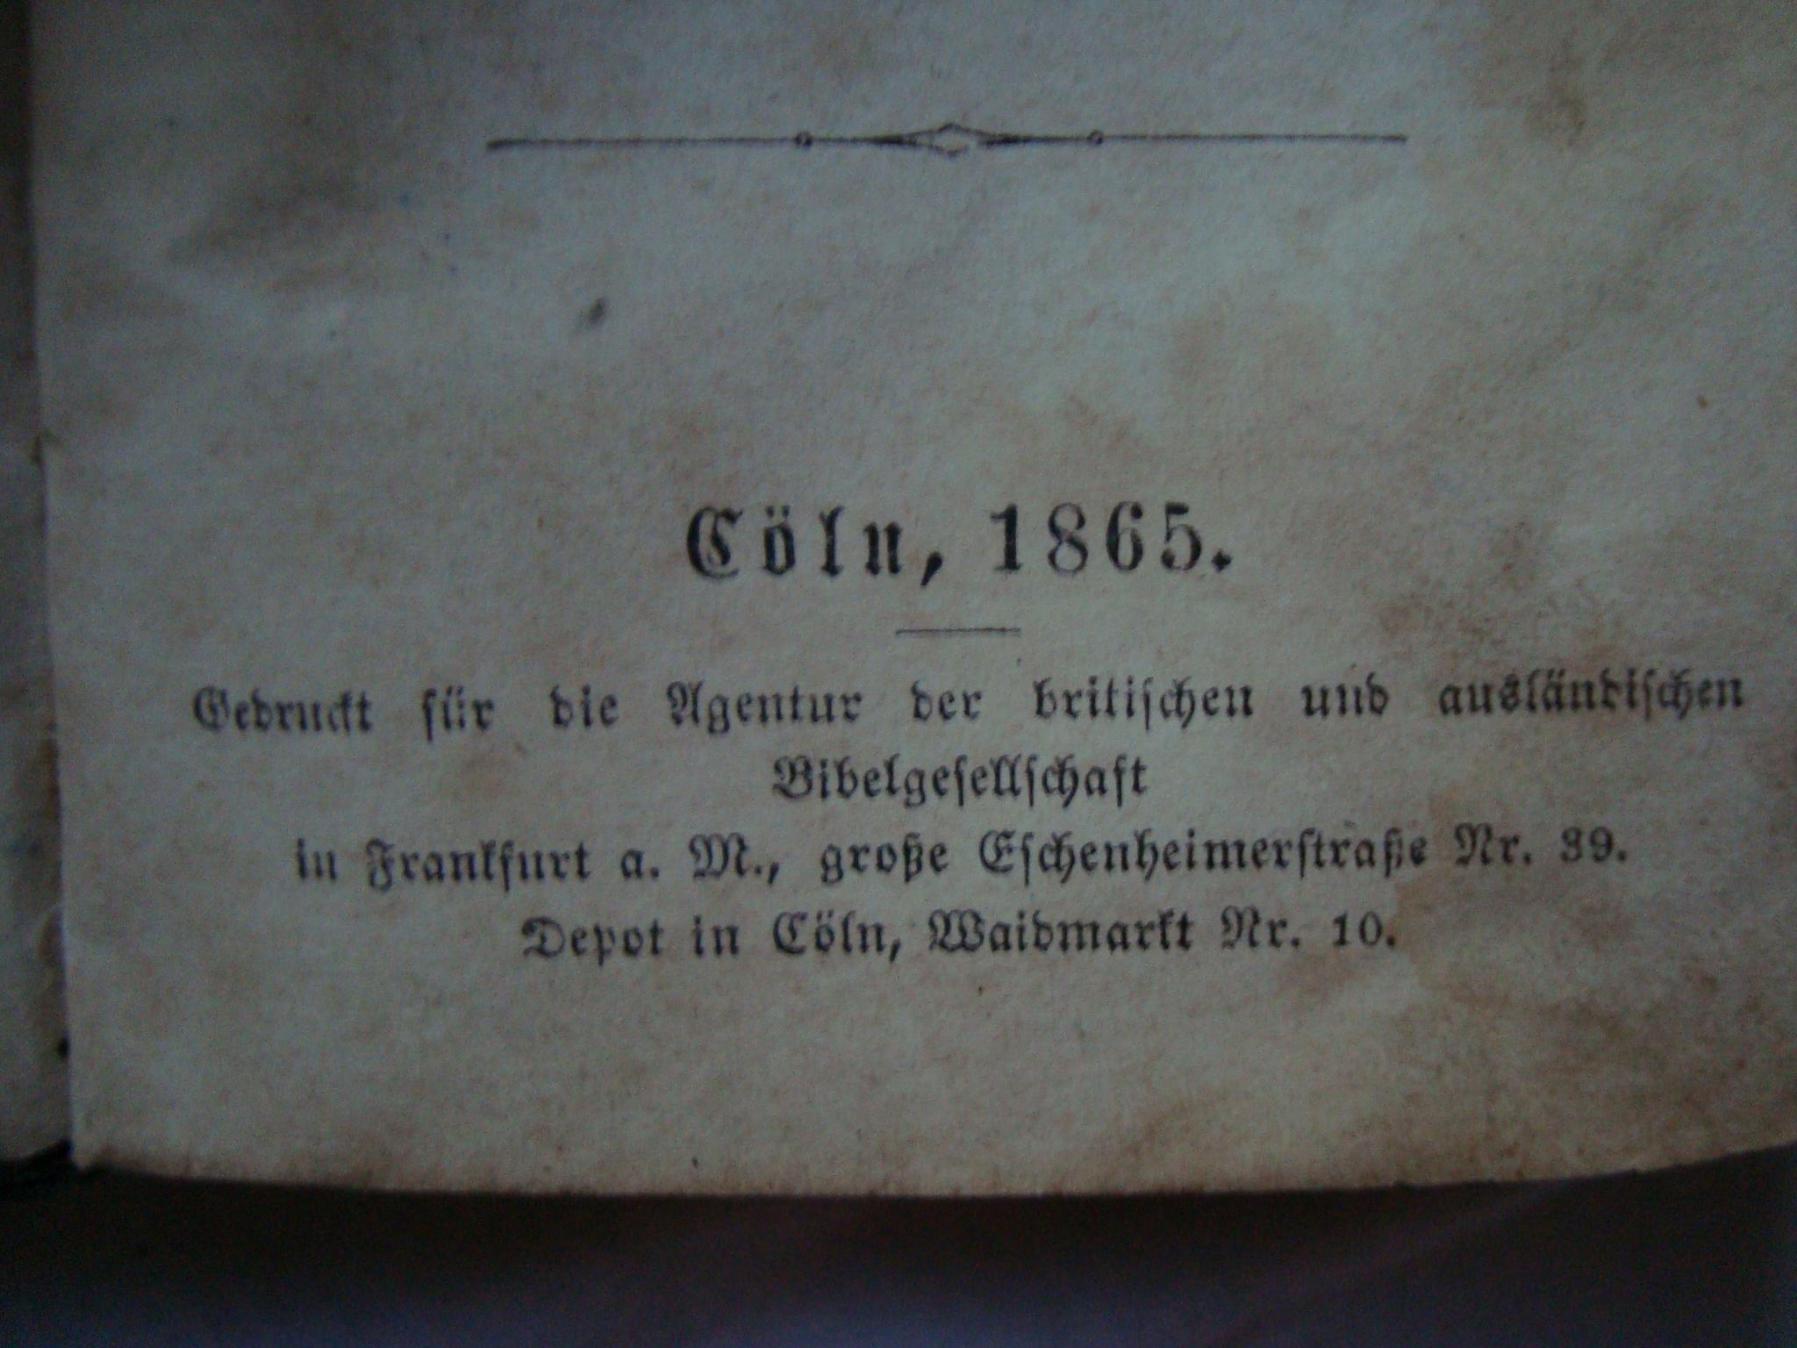 Cöln, 1865.
Gedruckt für die Agentur der britischen und ausländischen
Bibelgesellschaft
in Frankfurt a. M., große Eschenheimerstraße Nr. 39.
Depot in Cöln, Waidmarkt Nr. 10.